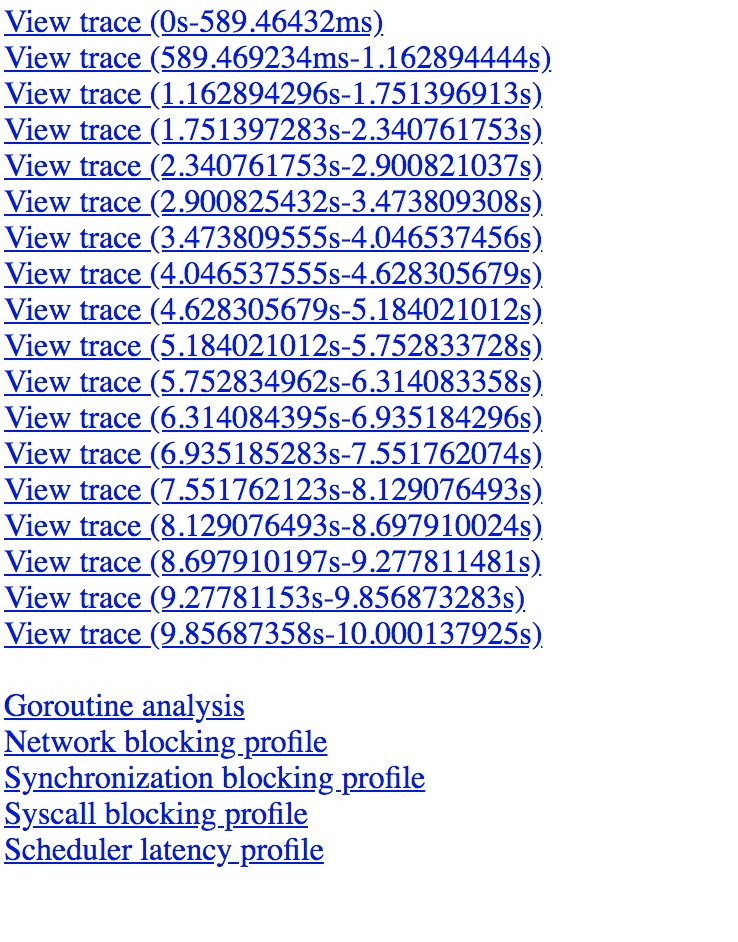 View trace (0s-589.46432ms)
View trace (589.469234ms-1.162894444s)
View trace (1.162894296s-1.751396913s)
View trace (1.751397283s-2.340761753s)
View trace (2.340761753s-2.900821037s)
View trace (2.900825432s-3.473809308s)
View trace (3.473809555s-4.046537456s)
View trace (4.046537555s-4.628305679s)
View trace (4.628305679s-5.184021012s)
View trace (5.184021012s-5.752833728s)
View trace (5.752834962s-6.314083358s)
View trace (6.314084395s-6.935184296s)
View trace (6.935185283s-7.551762074s)
View trace (7.551762123s-8.129076493s)
View trace (8.129076493s-8.697910024s)
View trace (8.697910197s-9.277811481s)
View trace (9.27781153s-9.856873283s)
View trace (9.85687358s-10.000137925s)
Goroutine analysis
Network blocking profile
Synchronization blocking profile
Syscall blocking profile
Scheduler latency profile